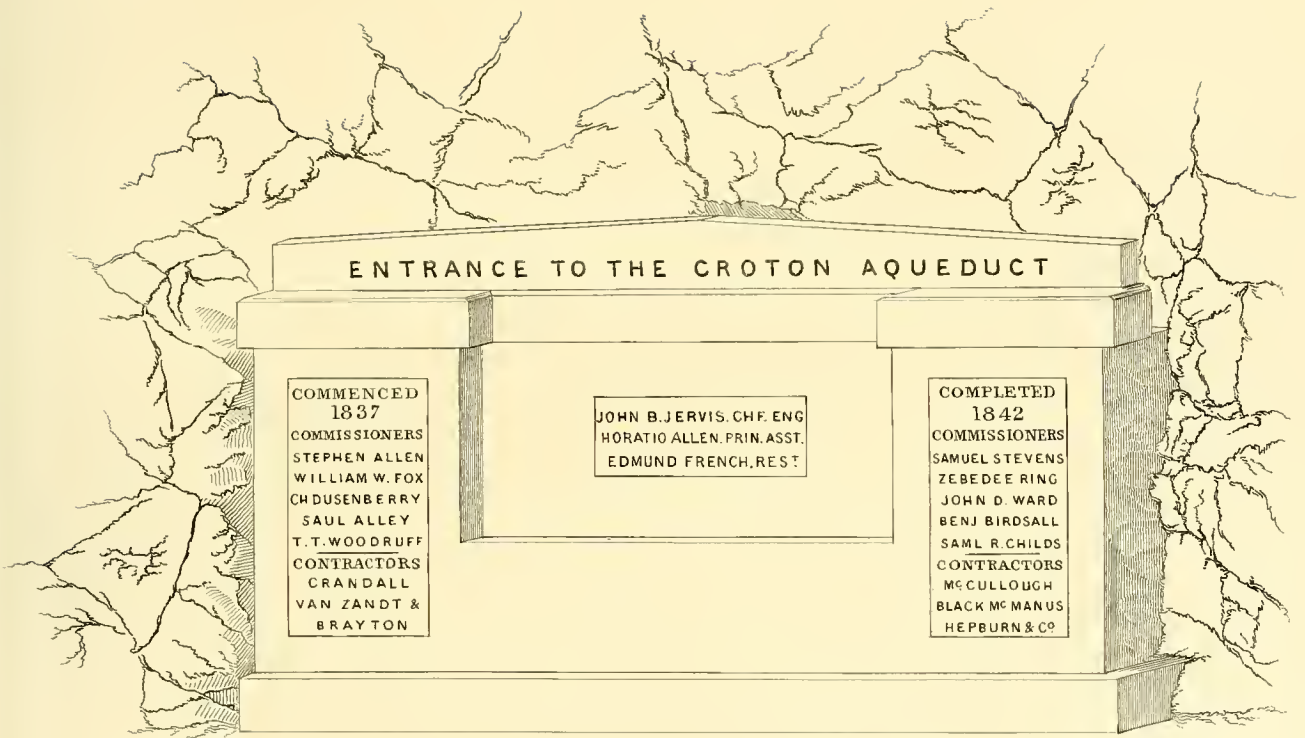 ENTRANCE TO THE CROTON AQUEDUCT
COMMENCED
1837
COMMISSIONERS
STEPHEN ALLEN
WILLIAM W. FOX
CH DUSENBERRY
SAUL ALLEY
T. T. WOODRUFF
CONTRACTORS
CRANDALL
VAN ZANDT &
BRAYTON
JOHN B. JERVIS. CHF. ENG
HORATIO ALLEN. PRIN. ASST.
EDMUND FRENCH, REST
COMPLETED
1842
COMMISSIONERS
SAMUEL STEVENS
ZEBEDEE RING
JOHN D. WARD
BENJ BIRDSALL
SAML R. CHILDS
CONTRACTORS
McCULLOUGH
BLACK McMANUS
HEPBURN & Co